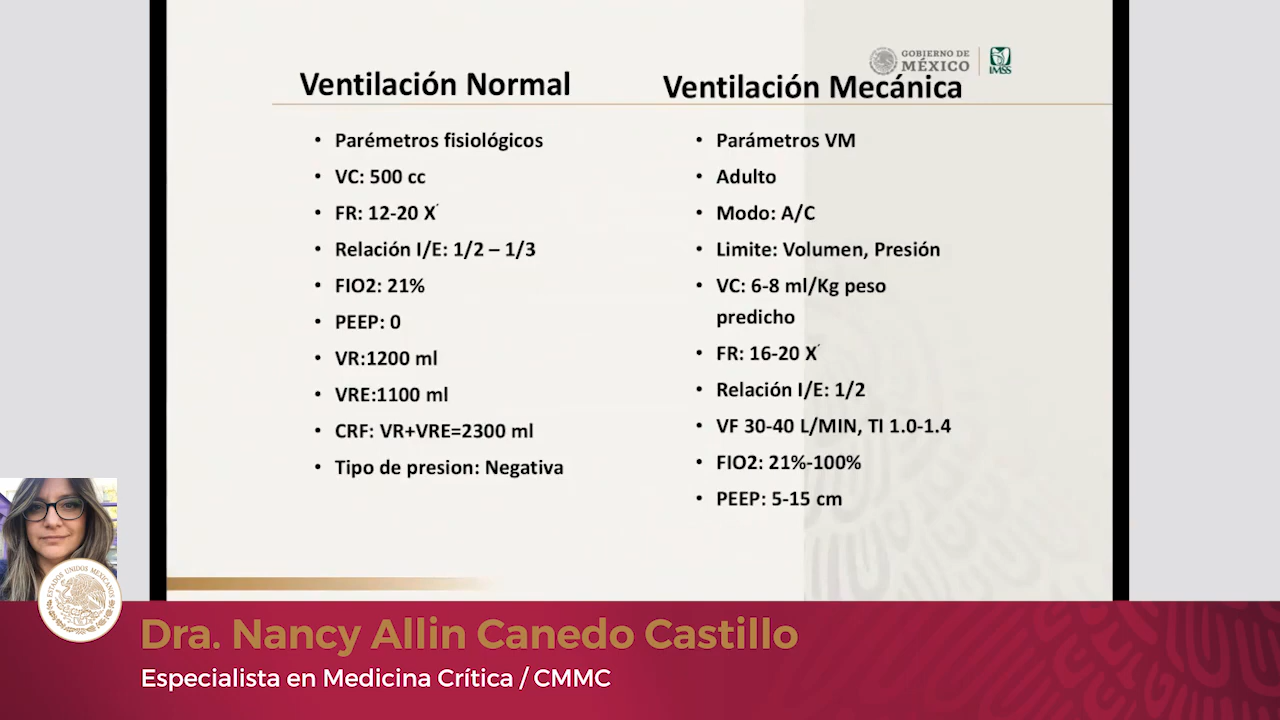 GOBIERNO DE
MÉXICO
IMSS
Ventilación Normal
• Parémetros fisiológicos
• VC: 500 cc
• FR: 12-20 X´
• Relación I/E: 1/2 – 1/3
• FIO2: 21%
• PEEP: 0
• VR:1200 ml
• VRE:1100 ml
• CRF: VR+VRE=2300 ml
• Tipo de presion: Negativa
Ventilación Mecánica
• Parámetros VM
• Adulto
• Modo: A/C
• Limite: Volumen, Presión
• VC: 6-8 ml/Kg peso
predicho
• FR: 16-20 X´
• Relación I/E: 1/2
• VF 30-40 L/MIN, TI 1.0-1.4
• FIO2: 21%-100%
• PEEP: 5-15 cm
ESTADOS UNIDOS MEXICANOS
Dra. Nancy Allin Canedo Castillo
Especialista en Medicina Crítica / CMMC